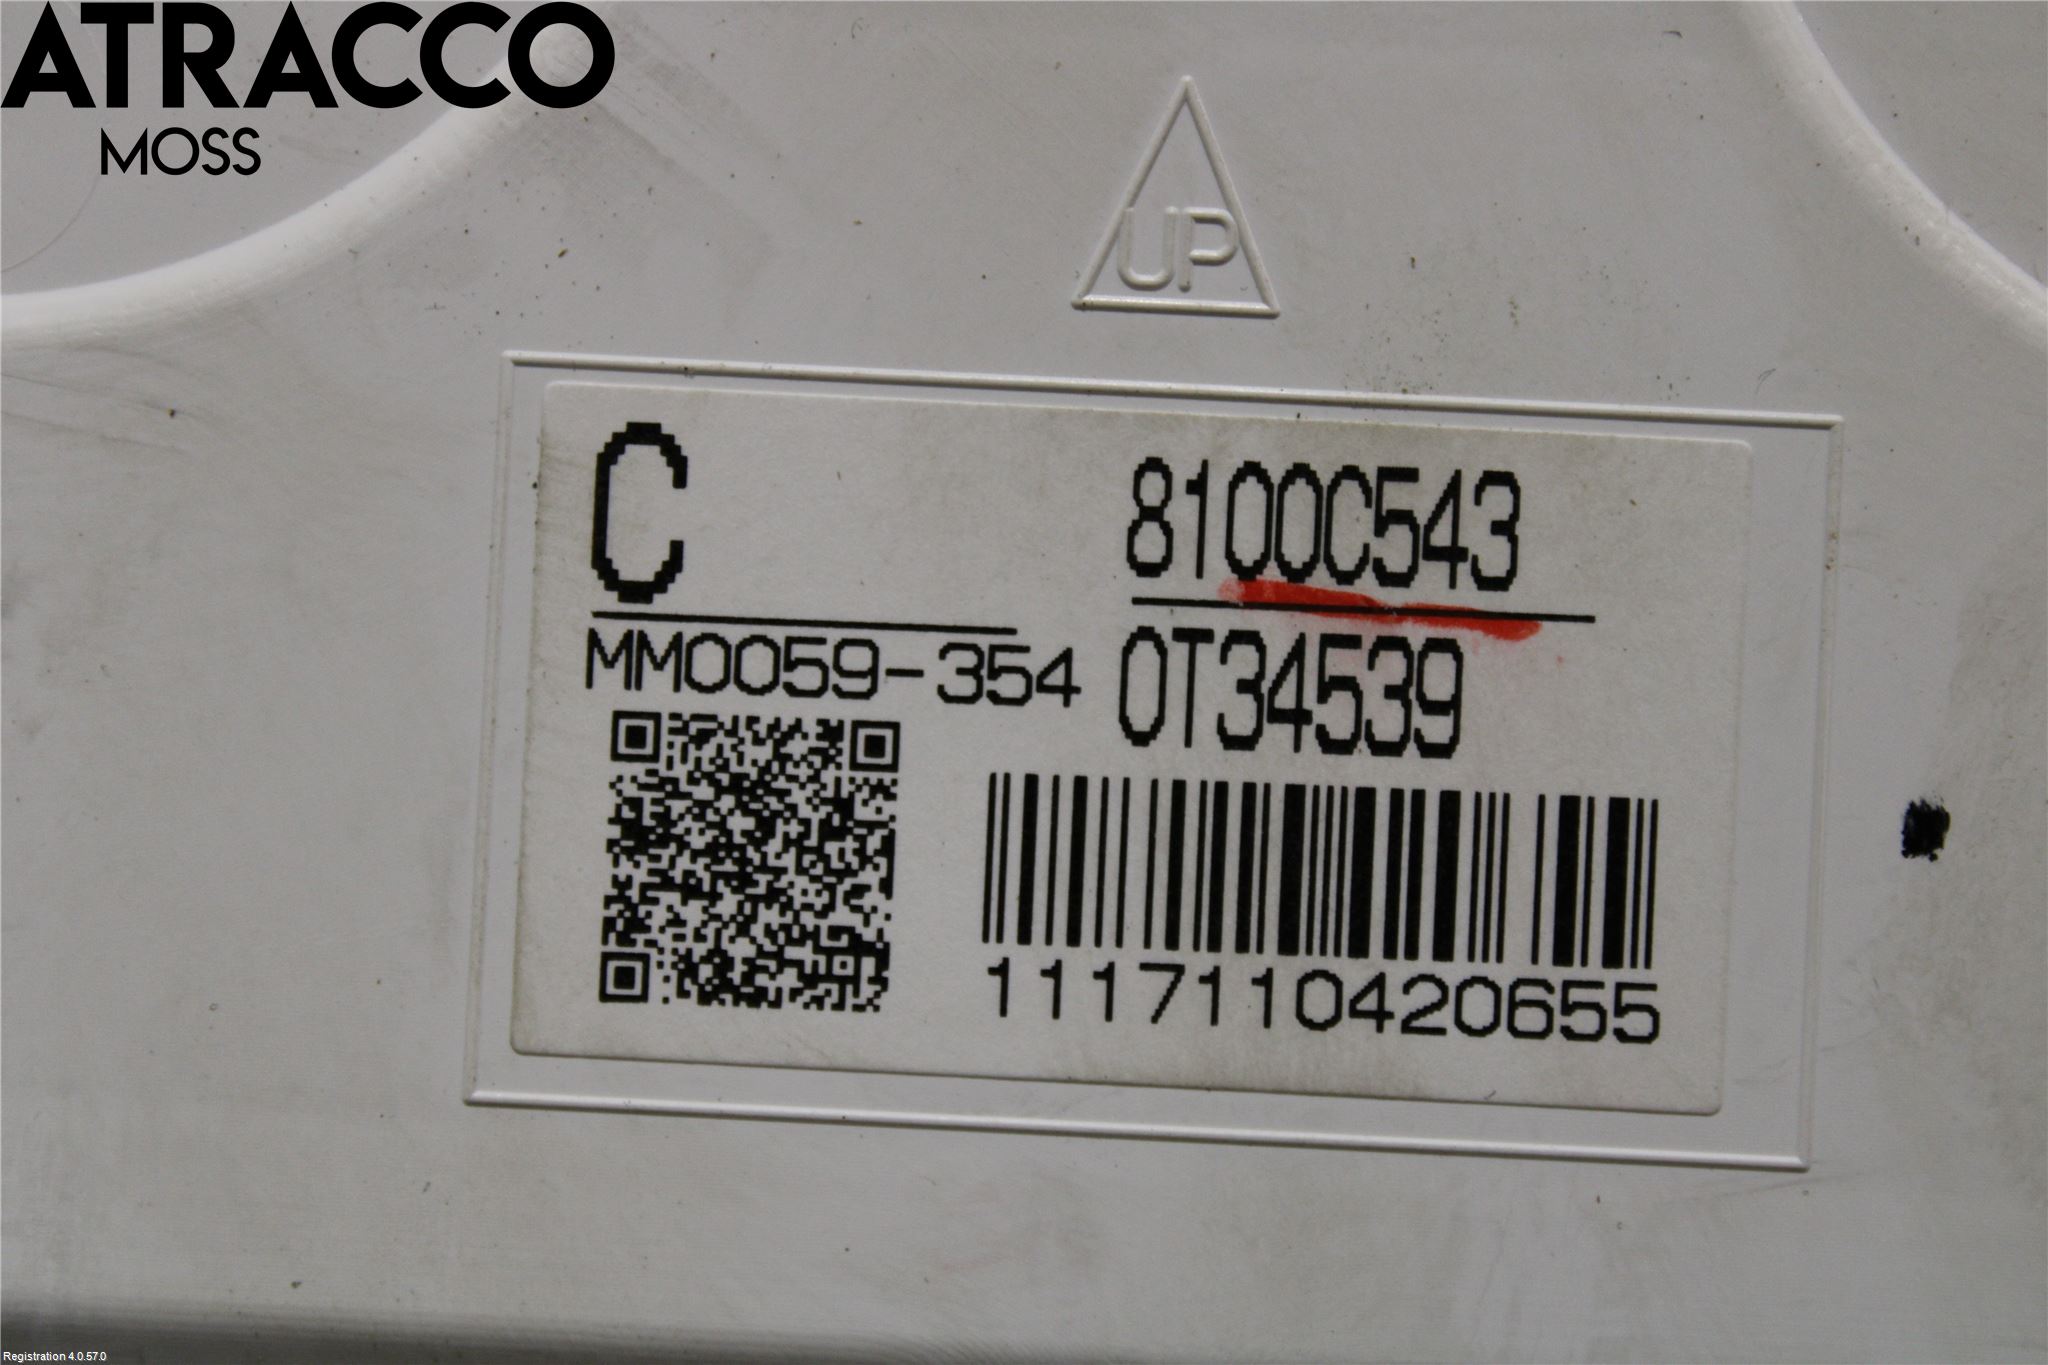 ATRACCO
MOSS
UP
C
8100C543
MM0059-354
0T34539
1117110420655
Registration 4.0.57.0